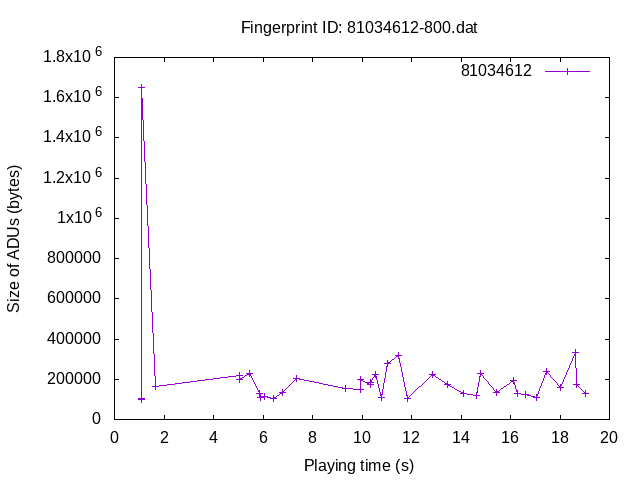 Fingerprint ID: 81034612-800.dat
81034612
1.8x10^6
1.6x10^6
1.4x10^6
1.2x10^6
1x10^6
800000
600000
400000
200000
0
Size of ADUs (bytes)
0 2 4 6 8 10 12 14 16 18 20
Playing time (s)